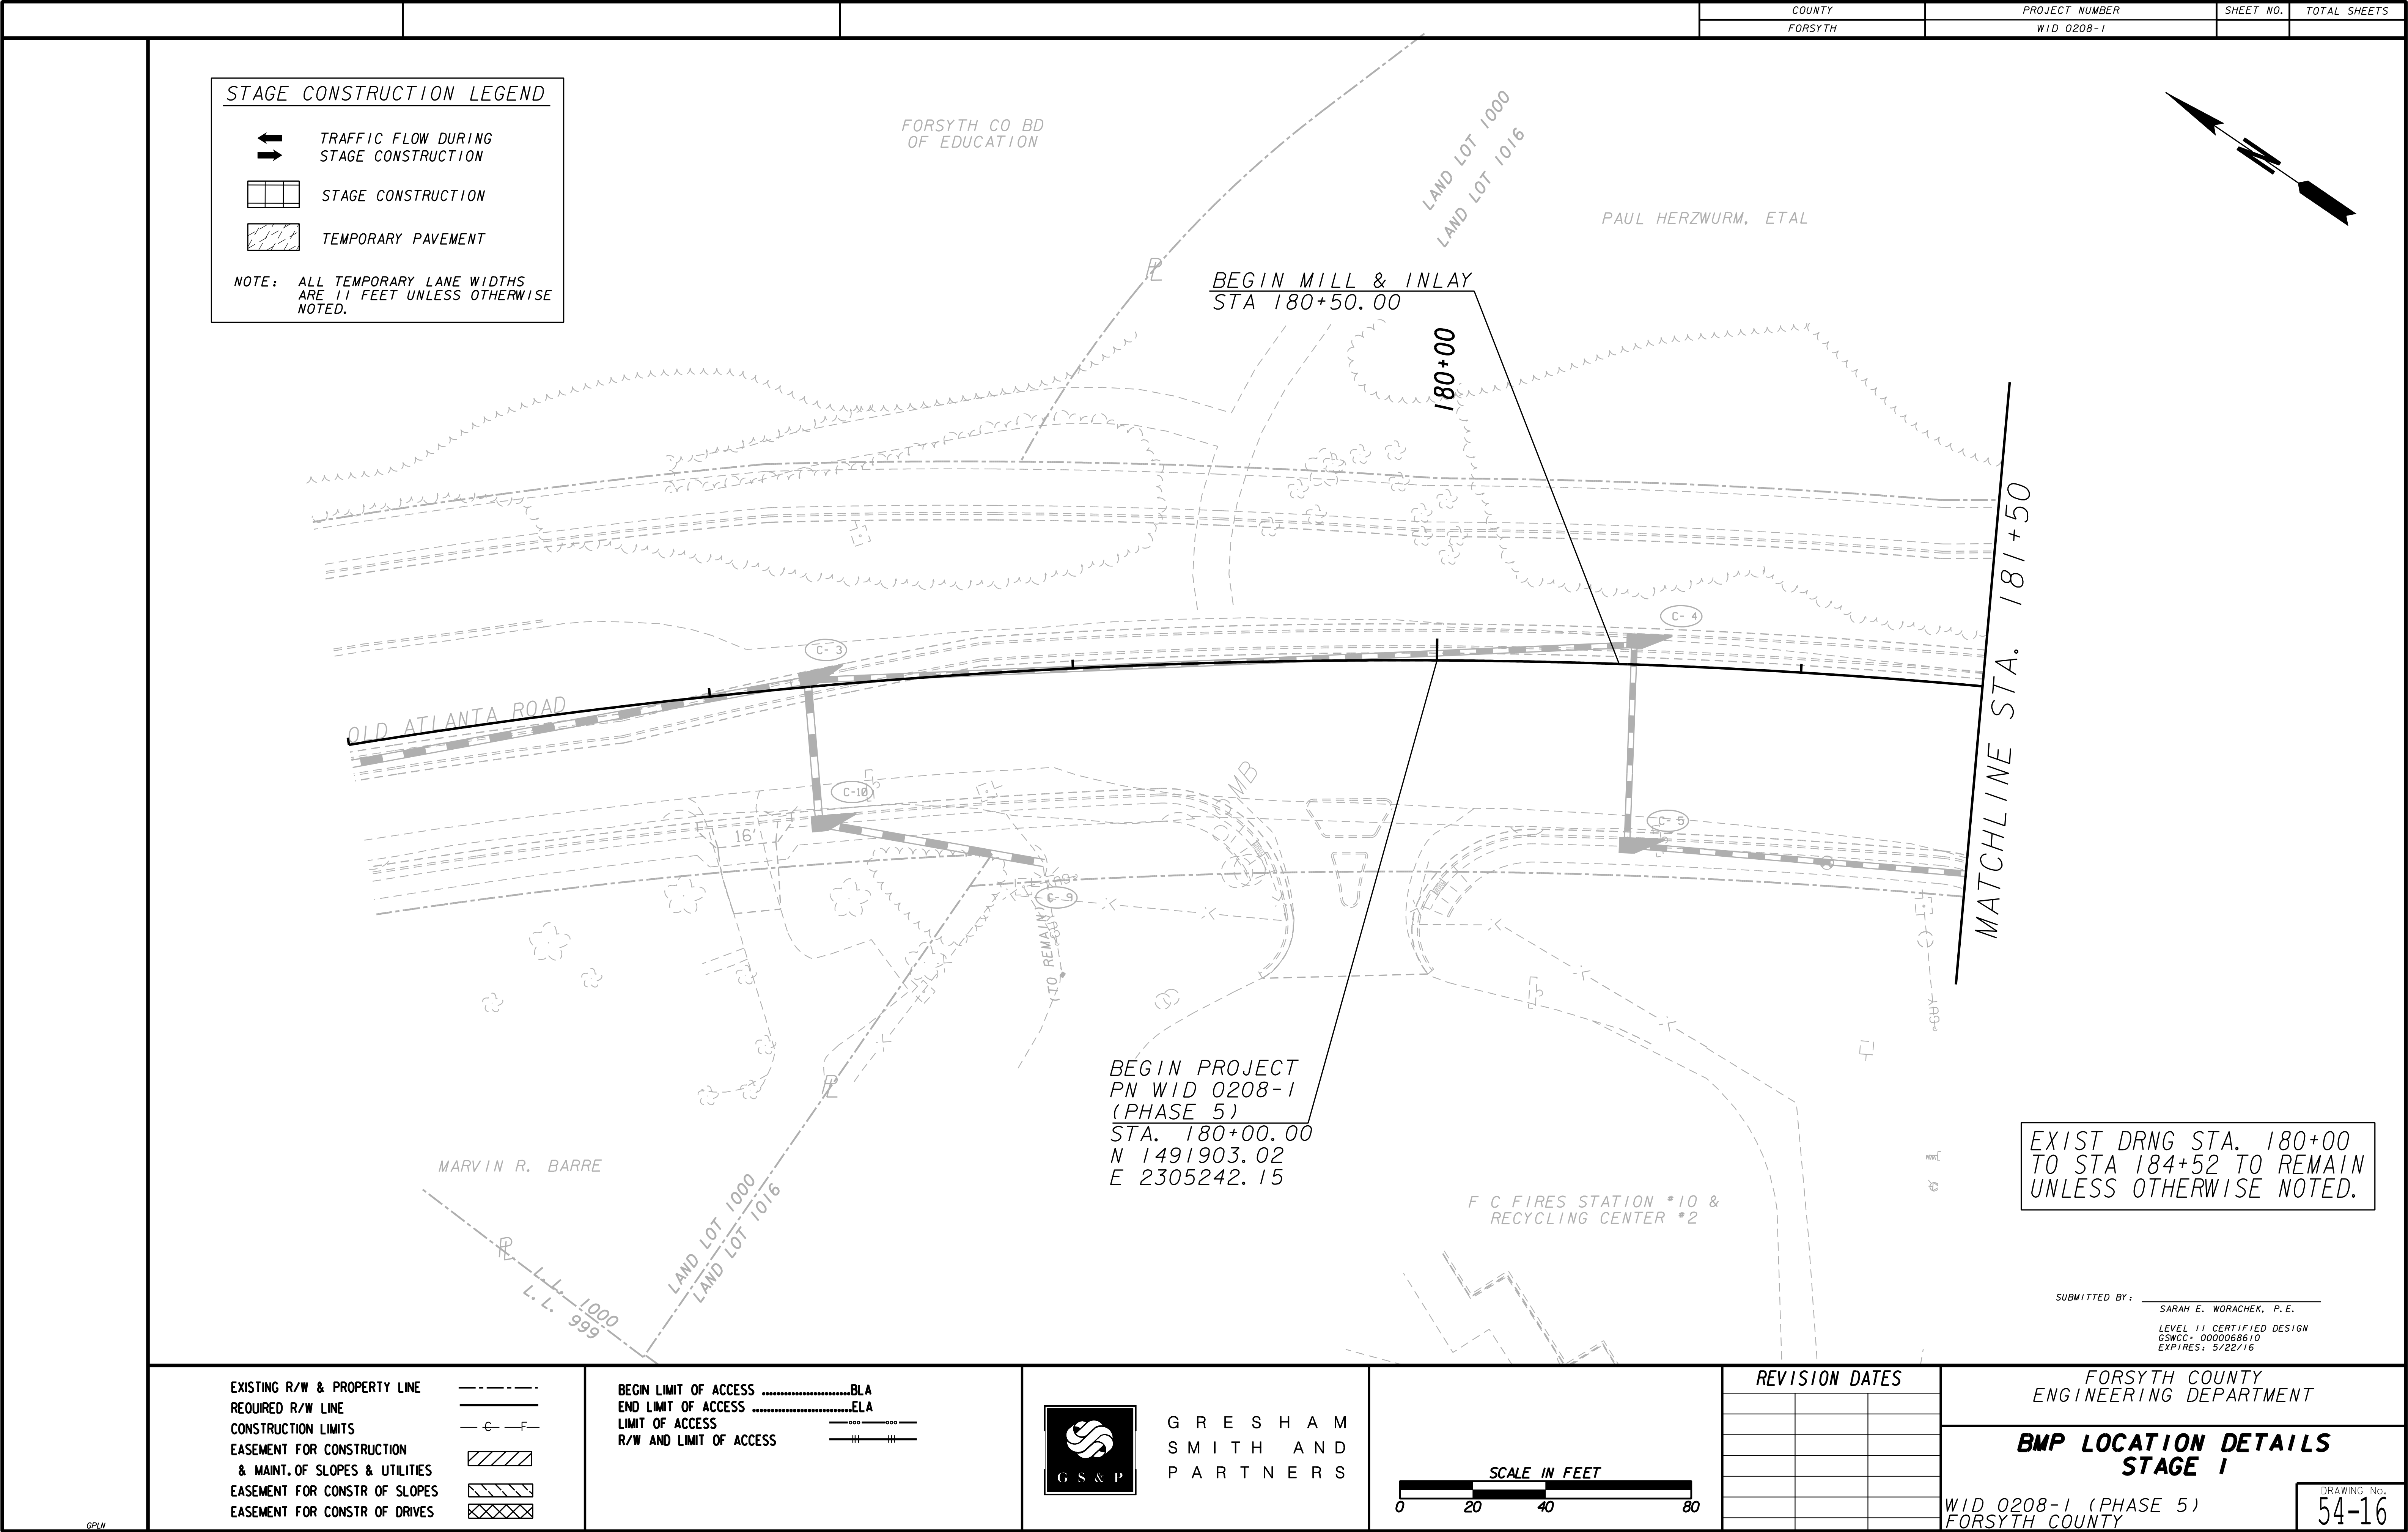 COUNTY
PROJECT NUMBER
SHEET NO.
TOTAL SHEETS
FORSYTH
WID 0208-1
STAGE CONSTRUCTION LEGEND
TRAFFIC FLOW DURING
STAGE CONSTRUCTION
STAGE CONSTRUCTION
TEMPORARY PAVEMENT
NOTE: ALL TEMPORARY LANE WIDTHS
ARE 11 FEET UNLESS OTHERWISE
NOTED.
FORSYTH CO BD
OF EDUCATION
LAND LOT 1000
LAND LOT 1016
N
PAUL HERZWURM, ETAL
PL
BEGIN MILL & INLAY
STA 180+50.00
180+00
MATCHLINE STA. 181+50
C-3
C-4
OLD ATLANTA ROAD
C-10
MB
C-5
16'
C-9
(TO REMAIN)
GUY
BEGIN PROJECT
PN WID 0208-1
(PHASE 5)
STA. 180+00.00
N 1491903.02
E 2305242.15
PL
MARVIN R. BARRE
LAND LOT 1000
LAND LOT 1016
PL
L.L. 1000
L.L. 999
F C FIRES STATION #10 &
RECYCLING CENTER #2
EXIST DRNG STA. 180+00
TO STA 184+52 TO REMAIN
UNLESS OTHERWISE NOTED.
SUBMITTED BY:
SARAH E. WORACHEK, P.E.
LEVEL II CERTIFIED DESIGN
GSWCC# 0000068610
EXPIRES: 5/22/16
EXISTING R/W & PROPERTY LINE
REQUIRED R/W LINE
CONSTRUCTION LIMITS C F
EASEMENT FOR CONSTRUCTION
& MAINT. OF SLOPES & UTILITIES
EASEMENT FOR CONSTR OF SLOPES
EASEMENT FOR CONSTR OF DRIVES
BEGIN LIMIT OF ACCESS ........................BLA
END LIMIT OF ACCESS ...........................ELA
LIMIT OF ACCESS
R/W AND LIMIT OF ACCESS
GS&P
GRESHAM
SMITH AND
PARTNERS
SCALE IN FEET
0 20 40 80
REVISION DATES
FORSYTH COUNTY
ENGINEERING DEPARTMENT
BMP LOCATION DETAILS
STAGE 1
WID 0208-1 (PHASE 5)
FORSYTH COUNTY
DRAWING No.
54-16
GPLN